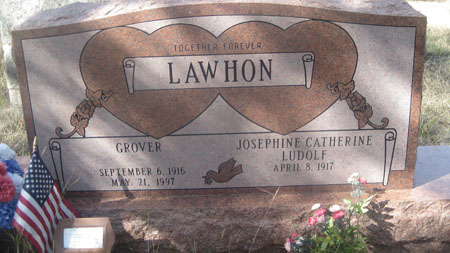 TOGETHER FOREVER
LAWHON
GROVER
SEPTEMBER 6, 1916
MAY 21, 1997
JOSEPHINE CATHERINE
LUDOLF
APRIL 8, 1917